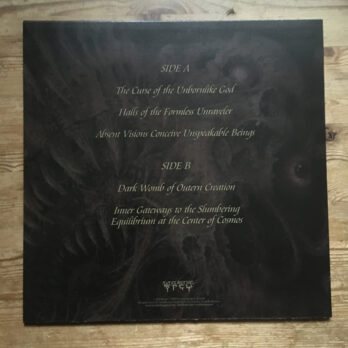 SIDE A
The Curse of the Unbornlike God
Halls of the Formless Unraveler
Absent Visions Conceive Unspeakable Beings
SIDE B
Dark Womb of Outern Creation
Inner Gateways to the Slumbering
Equilibrium at the Center of Cosmos